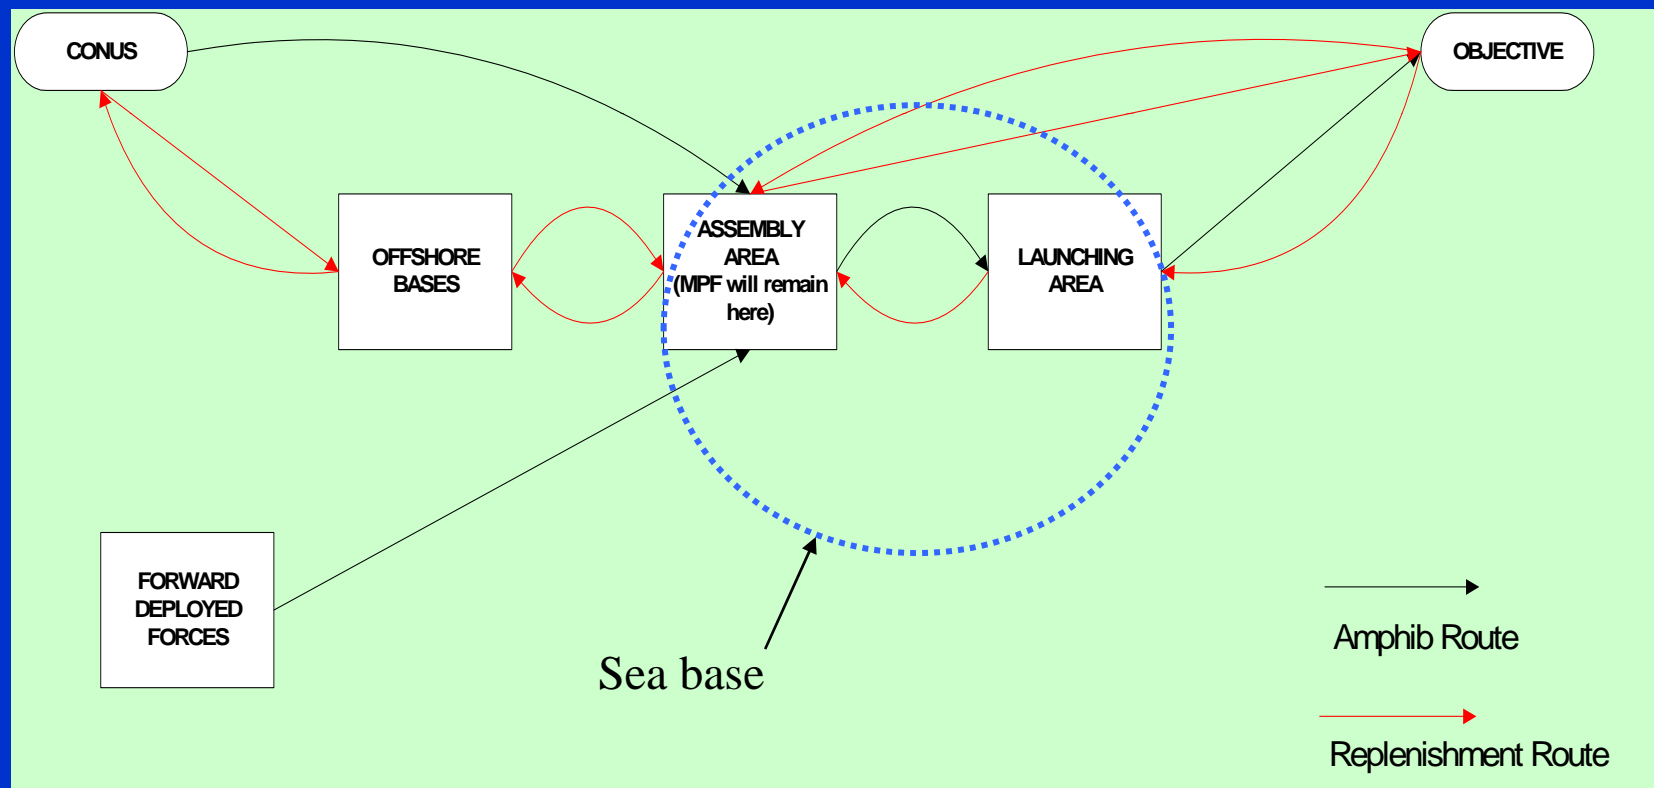 CONUS
OBJECTIVE
OFFSHORE
BASES
ASSEMBLY
AREA
(MPF will remain
here)
LAUNCHING
AREA
FORWARD
DEPLOYED
FORCES
Sea base
Amphib Route
Replenishment Route